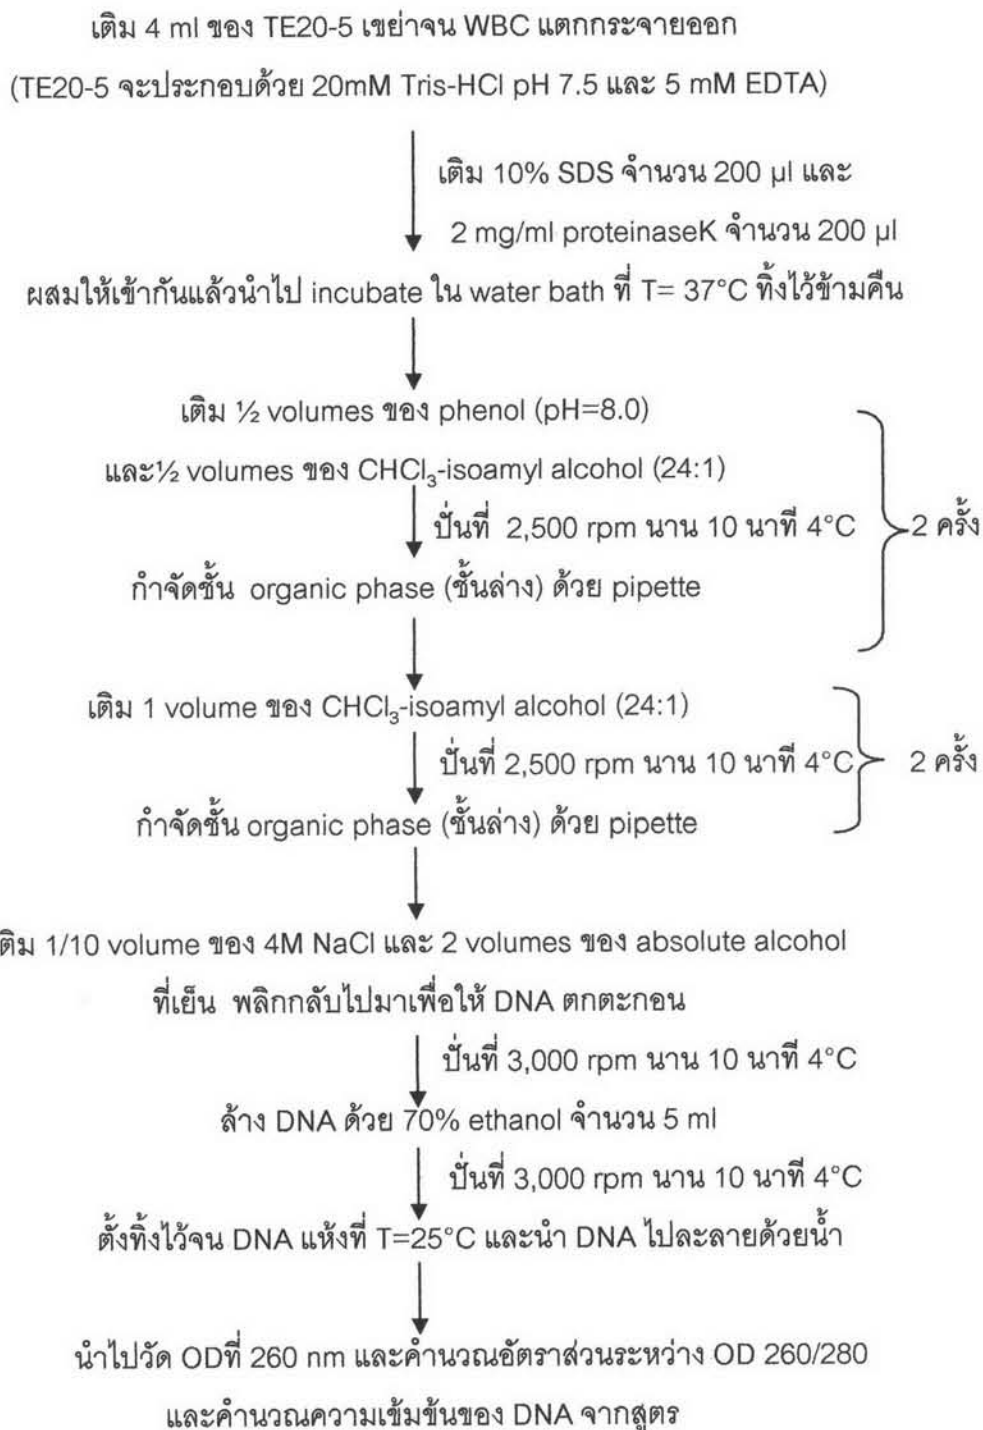 เติม 4 ml ของ TE20-5 เขย่าจน WBC แตกกระจายออก
(TE20-5 จะประกอบด้วย 20mM Tris-HCl pH 7.5 และ 5 mM EDTA)
เติม 10% SDS จำนวน 200 µl และ
2 mg/ml proteinaseK จำนวน 200 µl
ผสมให้เข้ากันแล้วนำไป incubate ใน water bath ที่ T= 37°C ทิ้งไว้ข้ามคืน
เติม ½ volumes ของ phenol (pH=8.0)
และ½ volumes ของ CHCl₃-isoamyl alcohol (24:1)
ปั่นที่ 2,500 rpm นาน 10 นาที 4°C
2 ครั้ง
กำจัดชั้น organic phase (ชั้นล่าง) ด้วย pipette
เติม 1 volume ของ CHCl₃-isoamyl alcohol (24:1)
ปั่นที่ 2,500 rpm นาน 10 นาที 4°C
2 ครั้ง
กำจัดชั้น organic phase (ชั้นล่าง) ด้วย pipette
ติม 1/10 volume ของ 4M NaCl และ 2 volumes ของ absolute alcohol
ที่เย็น พลิกกลับไปมาเพื่อให้ DNA ตกตะกอน
ปั่นที่ 3,000 rpm นาน 10 นาที 4°C
ล้าง DNA ด้วย 70% ethanol จำนวน 5 ml
ปั่นที่ 3,000 rpm นาน 10 นาที 4°C
ตั้งทิ้งไว้จน DNA แห้งที่ T=25°C และนำ DNA ไปละลายด้วยน้ำ
นำไปวัด ODที่ 260 nm และคำนวณอัตราส่วนระหว่าง OD 260/280
และคำนวณความเข้มข้นของ DNA จากสูตร